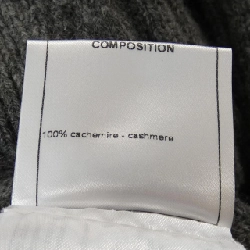 COMPOSITION
100% cachemire - cashmere